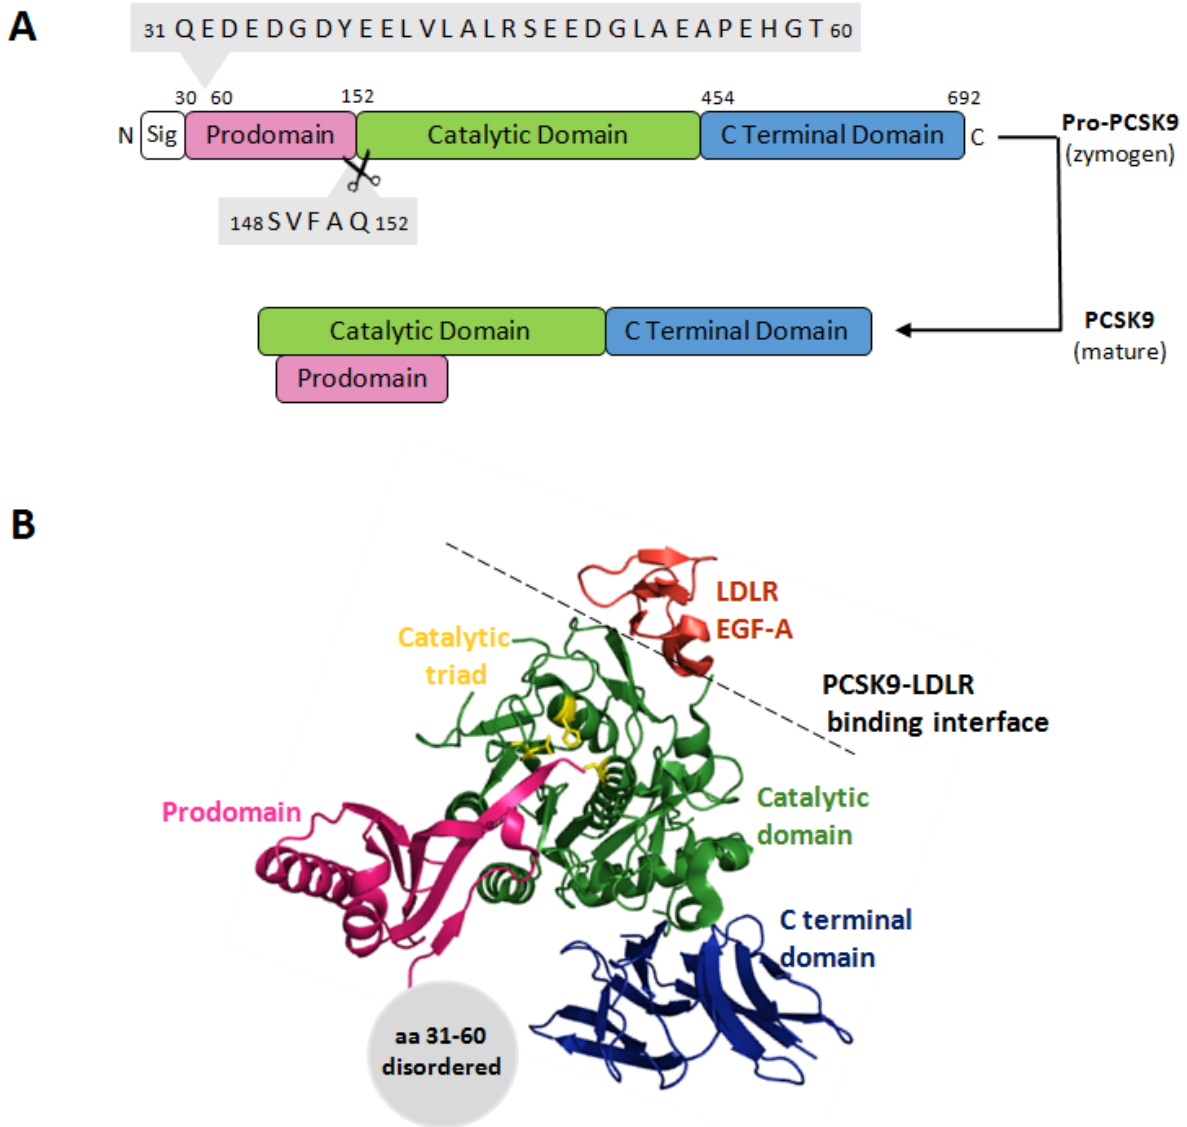 A
31 Q E D E D G D Y E E L V L A L R S E E D G L A E A P E H G T 60
30 60 152 454 692
N Sig Prodomain Catalytic Domain C Terminal Domain C
Pro-PCSK9
(zymogen)
148 S V F A Q 152
Catalytic Domain C Terminal Domain
Prodomain
PCSK9
(mature)
B
LDLR
EGF-A
Catalytic
triad
PCSK9-LDLR
binding interface
Prodomain
Catalytic
domain
C terminal
domain
aa 31-60
disordered